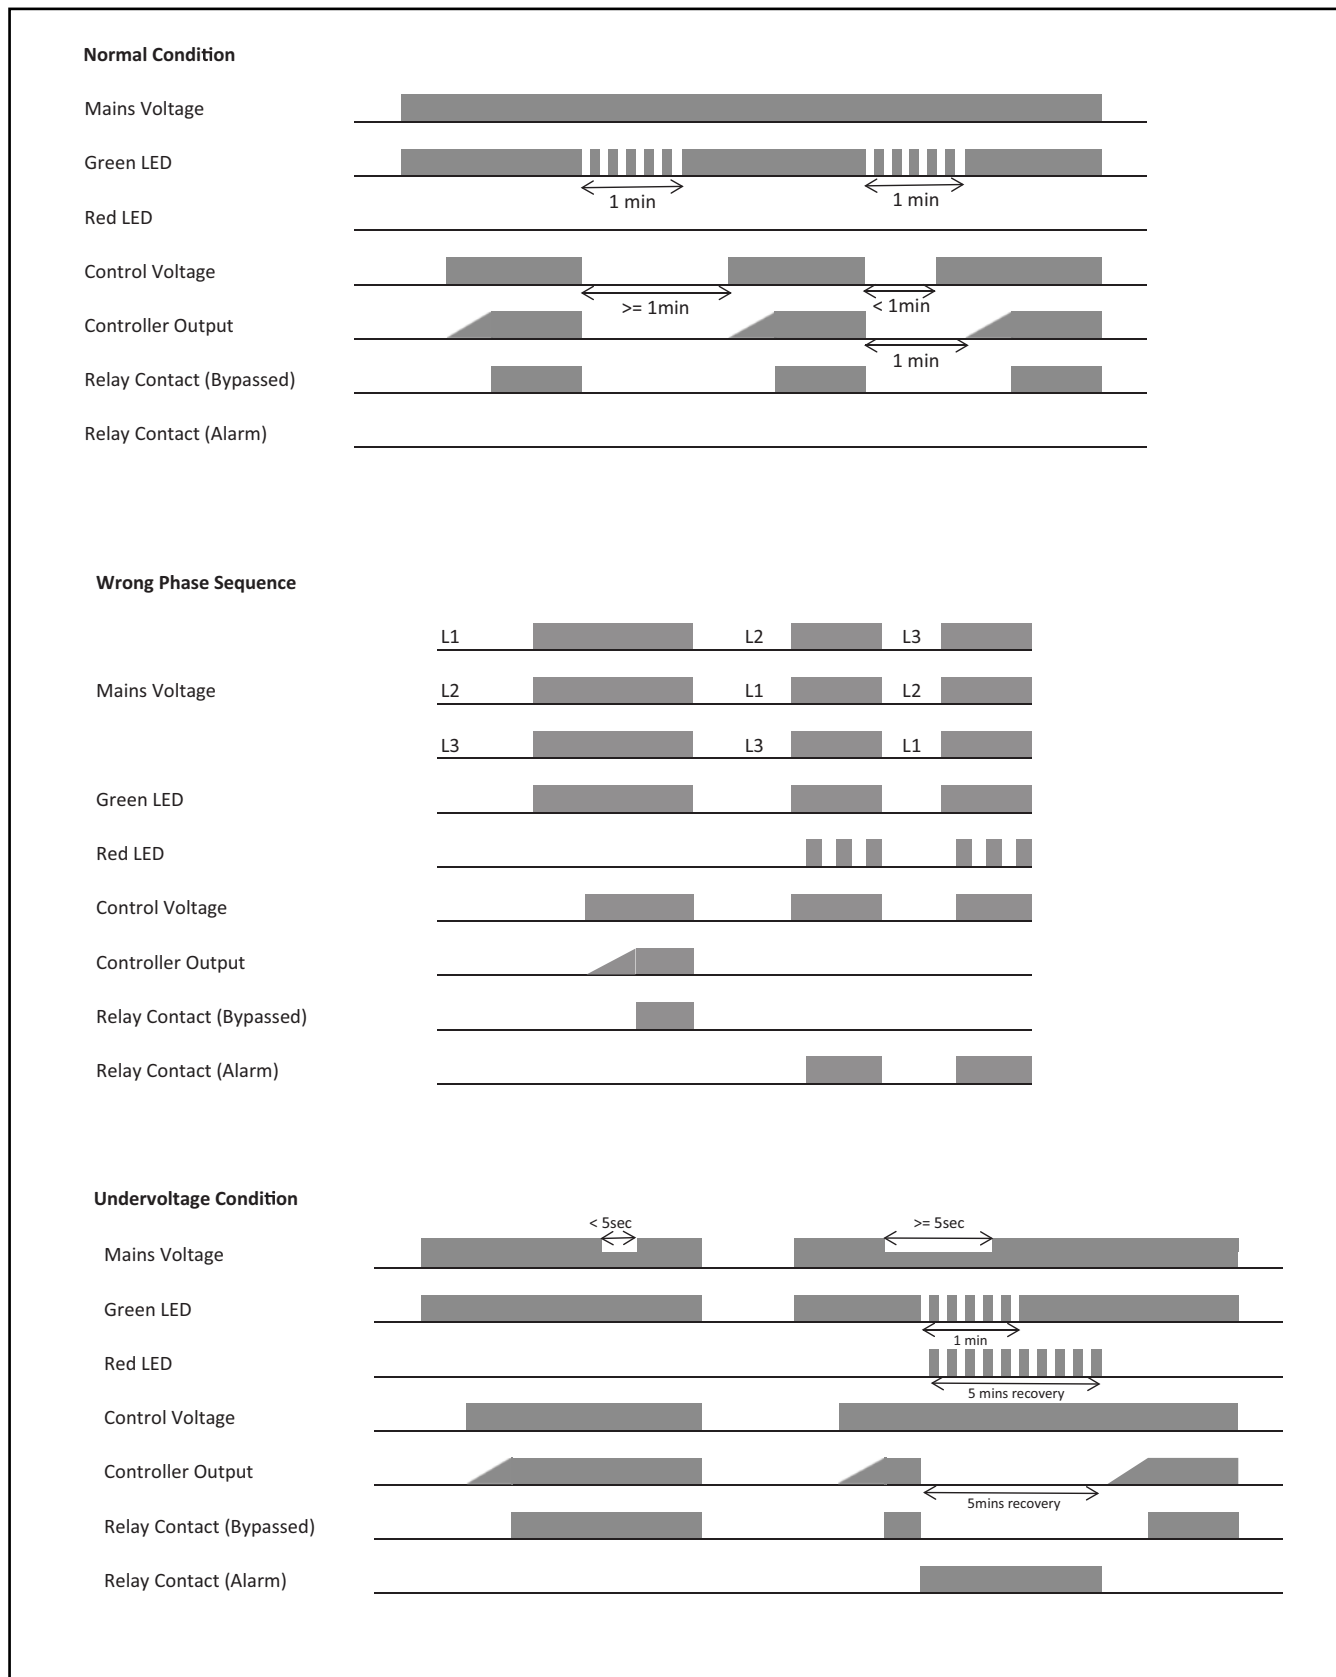 Normal Condition
Mains Voltage
Green LED
1 min
1 min
Red LED
Control Voltage
>= 1min
< 1min
Controller Output
1 min
Relay Contact (Bypassed)
Relay Contact (Alarm)
Wrong Phase Sequence
L1
L2
L3
Mains Voltage
L2
L1
L2
L3
L3
L1
Green LED
Red LED
Control Voltage
Controller Output
Relay Contact (Bypassed)
Relay Contact (Alarm)
Undervoltage Condition
< 5sec
>= 5sec
Mains Voltage
Green LED
1 min
Red LED
5 mins recovery
Control Voltage
Controller Output
5mins recovery
Relay Contact (Bypassed)
Relay Contact (Alarm)